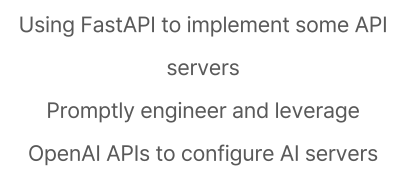 Using FastAPI to implement some API
servers
Promptly engineer and leverage
OpenAI APIs to configure AI servers